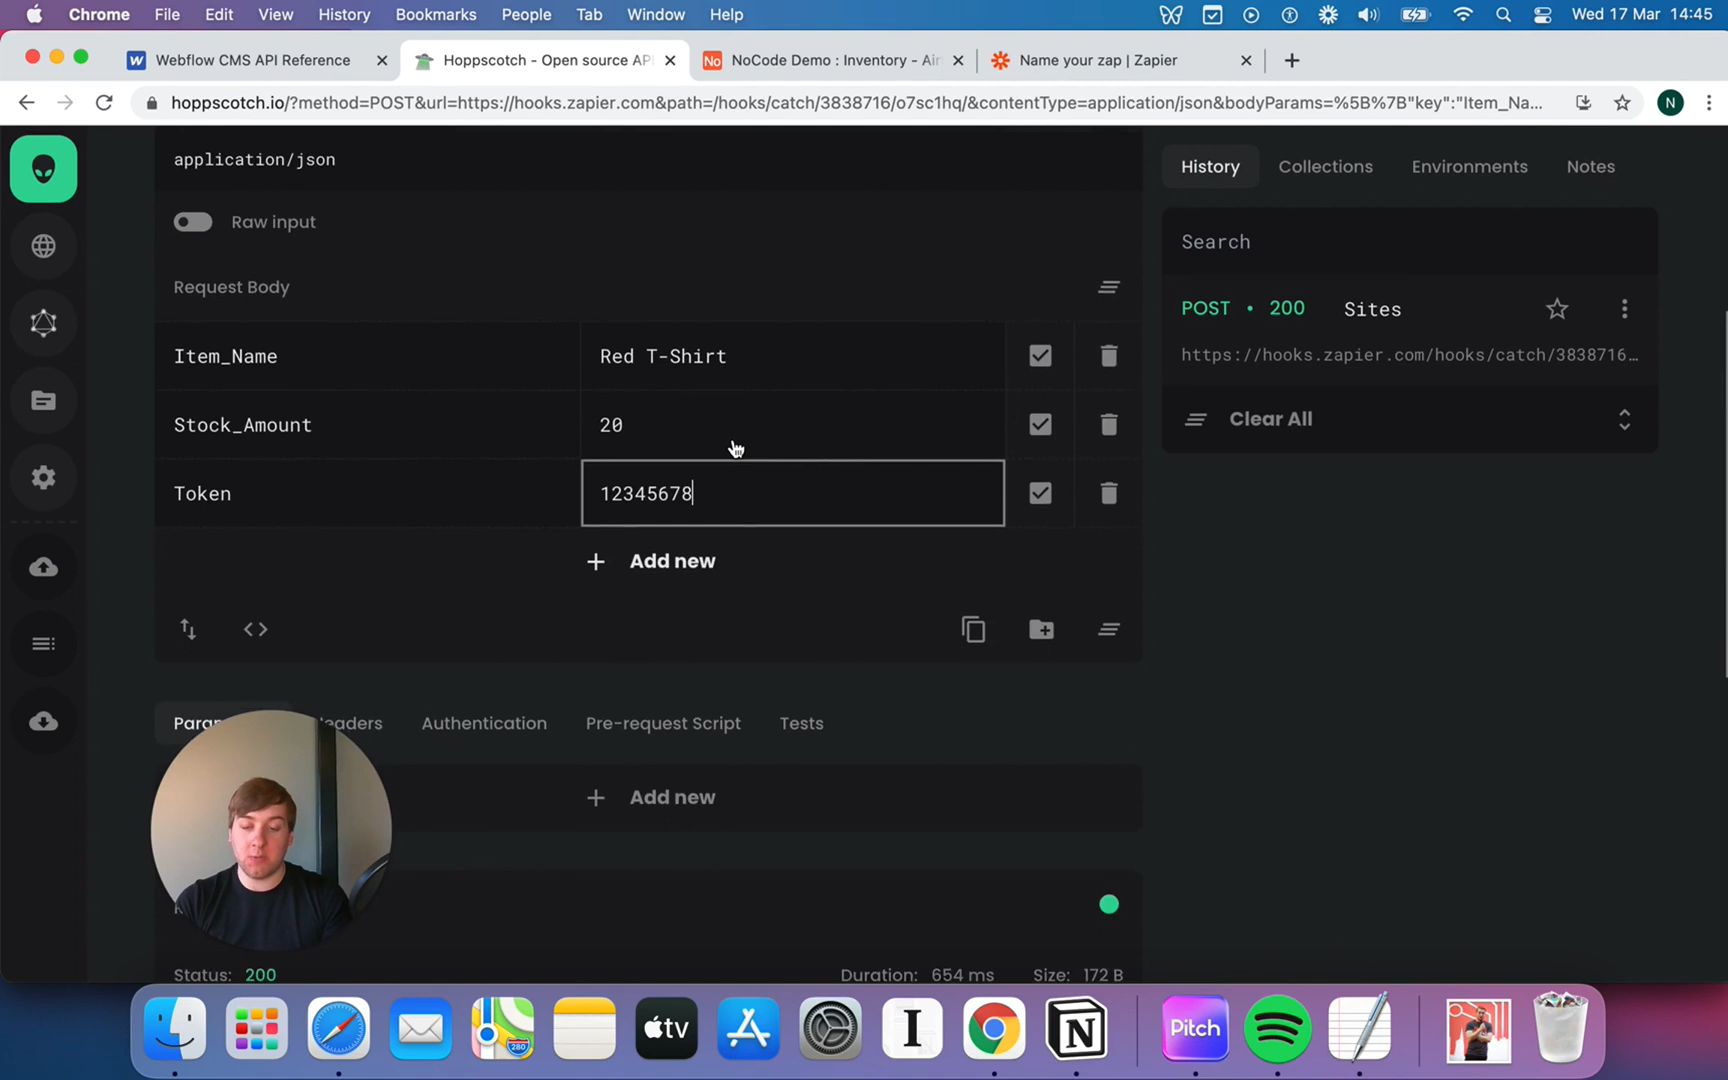 Chrome File Edit View History Bookmarks People Tab Window Help Wed 17 Mar 14:45
Webflow CMS API Reference Hoppscotch - Open source API No NoCode Demo : Inventory - Air Name your zap | Zapier
hoppscotch.io/?method=POST&url=https://hooks.zapier.com&path=/hooks/catch/3838716/o7sc1hq/&contentType=application/json&bodyParams=%5B%7B"key":"Item_Na... N
application/json
History Collections Environments Notes
Raw input
Search
Request Body
POST • 200 Sites
Item_Name Red T-Shirt
https://hooks.zapier.com/hooks/catch/3838716...
Stock_Amount 20
Clear All
Token 12345678
Add new
Authentication Pre-request Script Tests
Add new
Status: 200 Duration: 654 ms Size: 172 B
280 tv I N Pitch